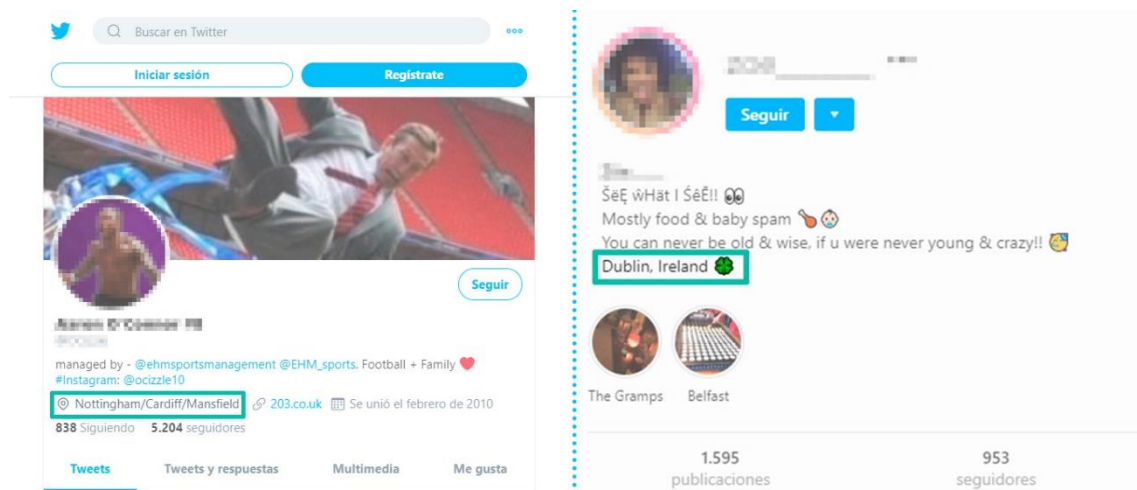 Buscar en Twitter
Iniciar sesión
Regístrate
Seguir
managed by - @ehmsportsmanagement @EHM_sports. Football + Family ❤️
#Instagram: @ocizzle10
Nottingham/Cardiff/Mansfield 203.co.uk Se unió el febrero de 2010
838 Siguiendo 5.204 seguidores
Tweets Tweets y respuestas Multimedia Me gusta
Seguir
ŠëĘ ŵHät I ŚêĔ!! 👀
Mostly food & baby spam 🍗👶
You can never be old & wise, if u were never young & crazy!! 🥳
Dublin, Ireland 🍀
The Gramps Belfast
1.595 953
publicaciones seguidores